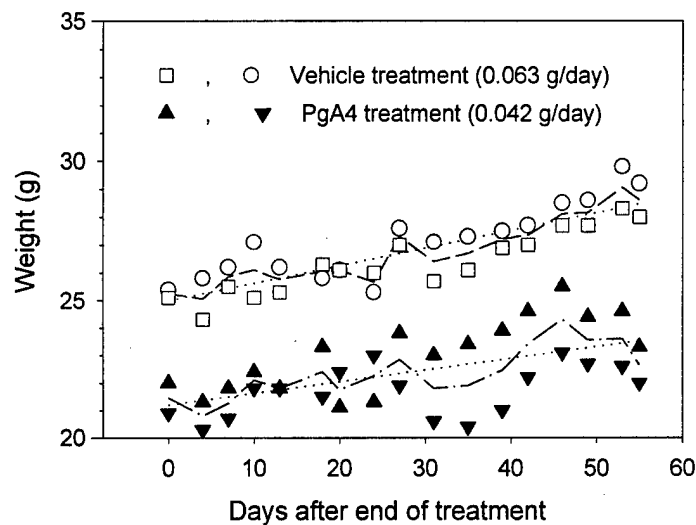 35
30
25
20
Weight (g)
, Vehicle treatment (0.063 g/day)
, PgA4 treatment (0.042 g/day)
0 10 20 30 40 50 60
Days after end of treatment